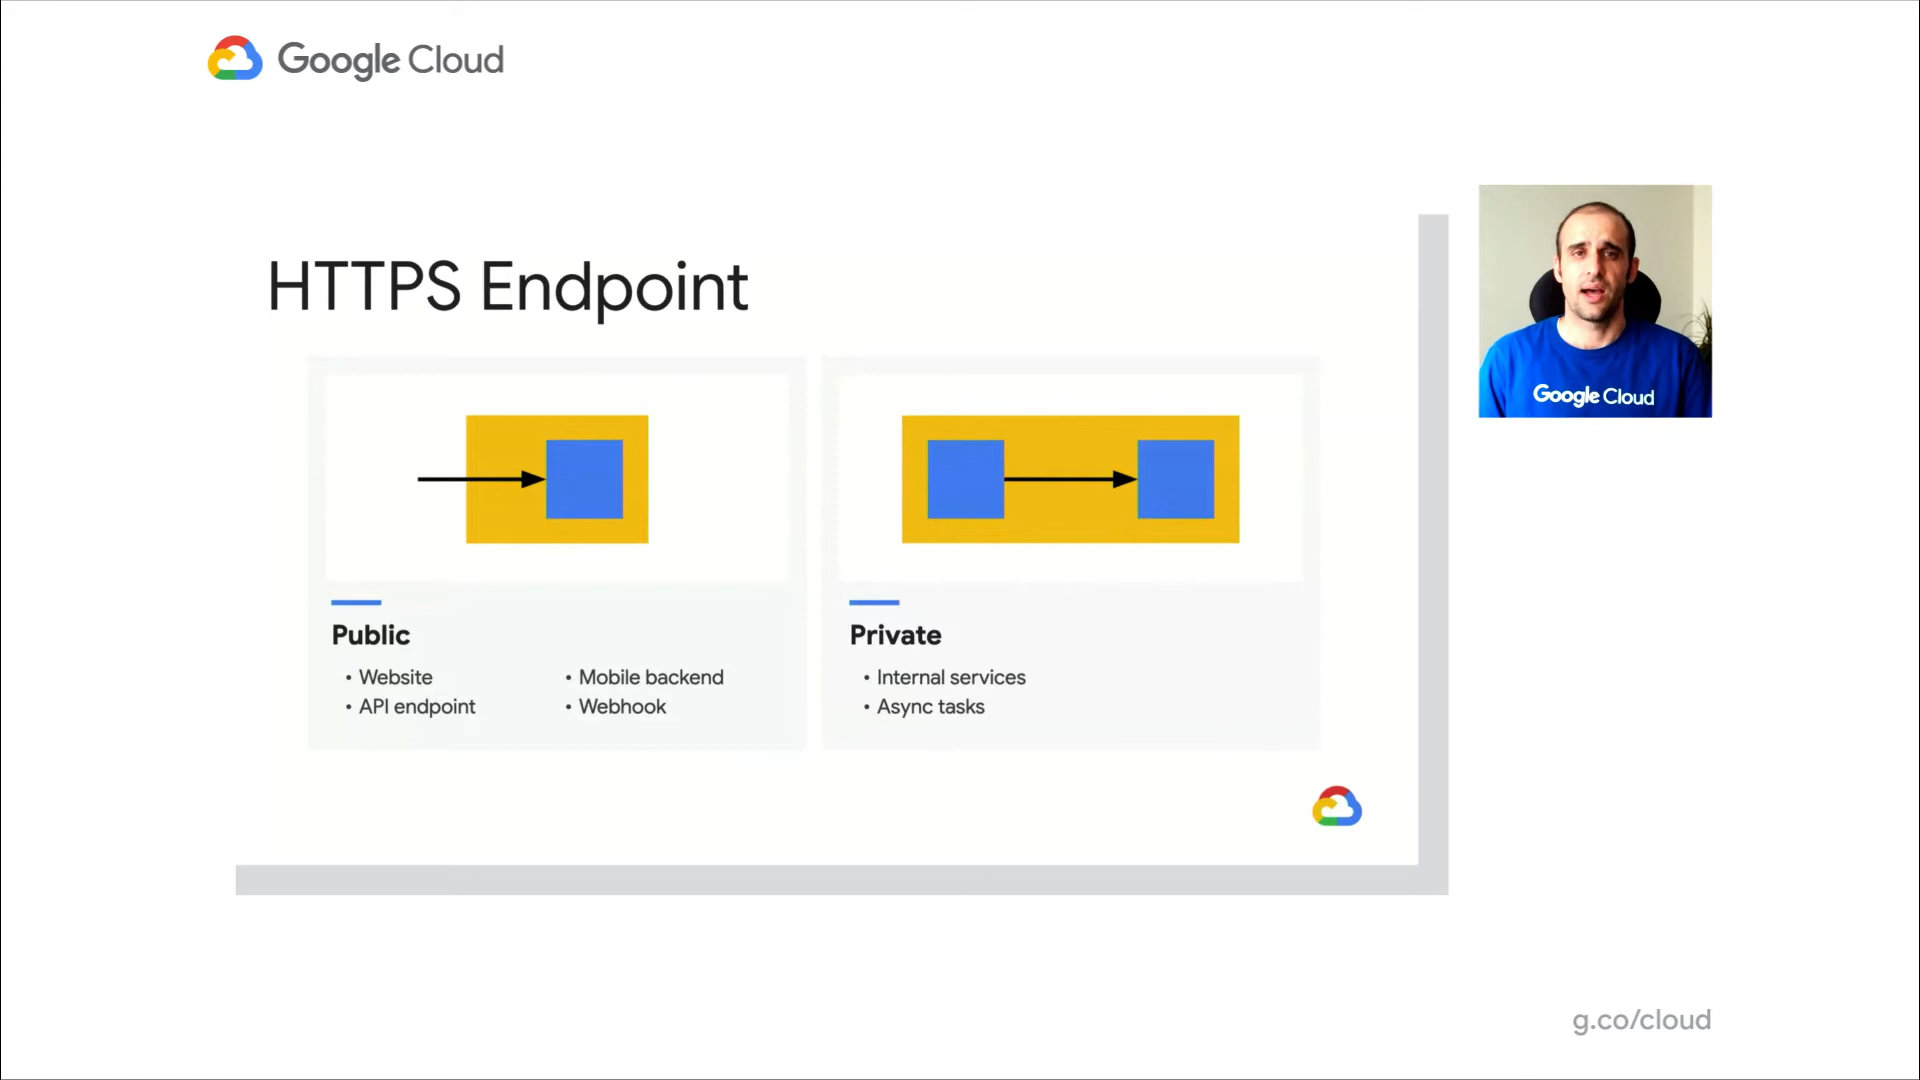 Google Cloud
HTTPS Endpoint
Google Cloud
Public
• Website
• API endpoint
• Mobile backend
• Webhook
Private
• Internal services
• Async tasks
g.co/cloud